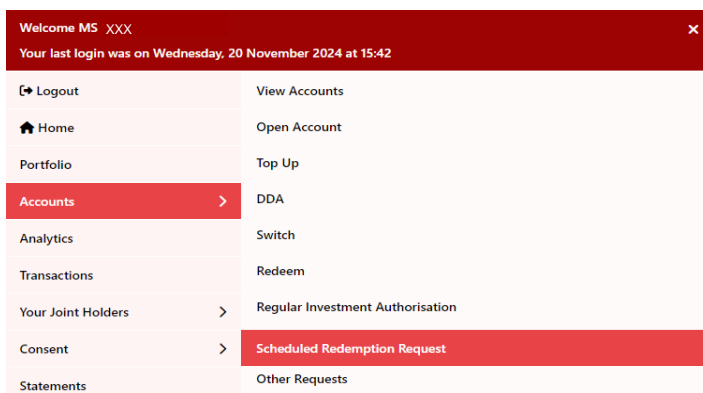 Welcome MS XXX
Your last login was on Wednesday, 20 November 2024 at 15:42
Logout
Home
Portfolio
Accounts
Analytics
Transactions
Your Joint Holders
Consent
Statements
View Accounts
Open Account
Top Up
DDA
Switch
Redeem
Regular Investment Authorisation
Scheduled Redemption Request
Other Requests